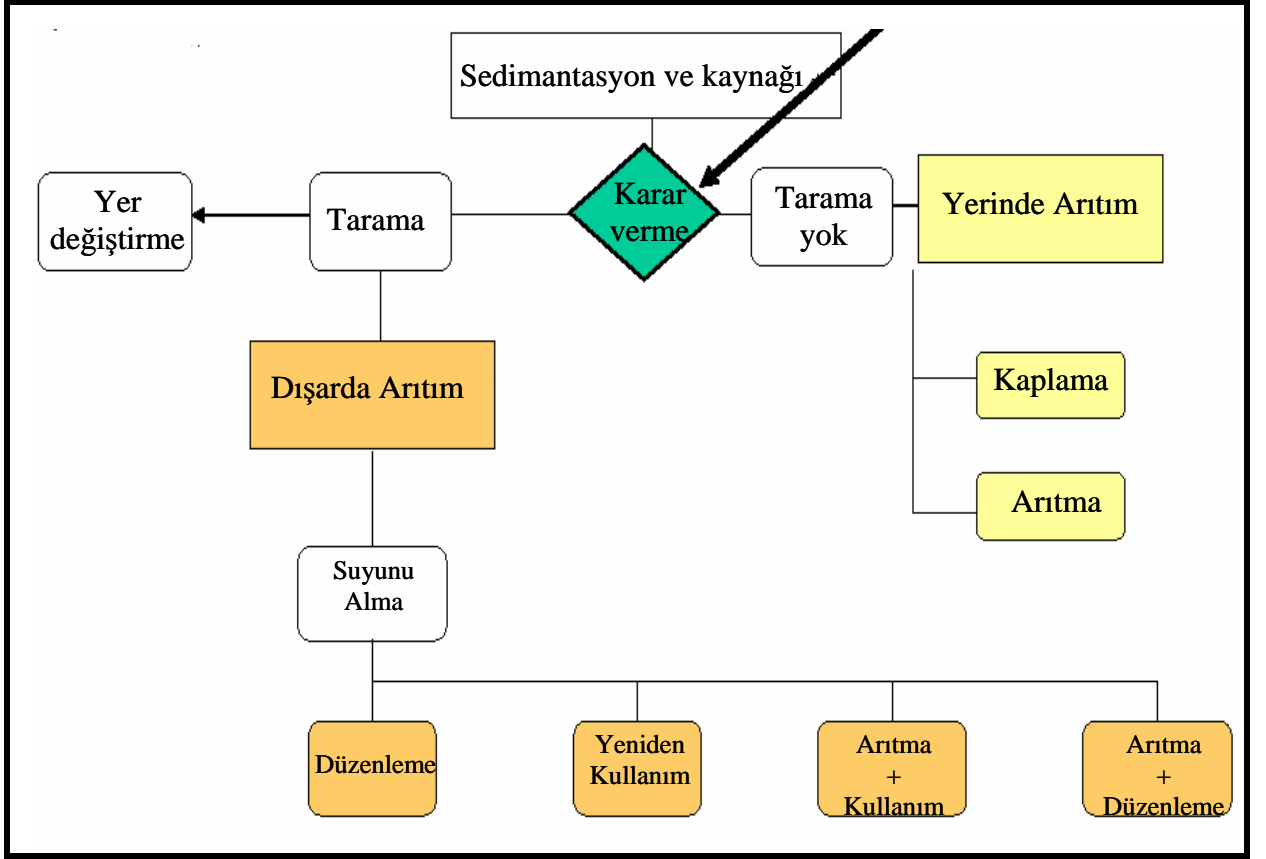 Sedimantasyon ve kaynağı
Yer
değiştirme
Tarama
Karar
verme
Tarama
yok
Yerinde Arıtım
Dışarda Arıtım
Kaplama
Arıtma
Suyunu
Alma
Düzenleme
Yeniden
Kullanım
Arıtma
+
Kullanım
Arıtma
+
Düzenleme